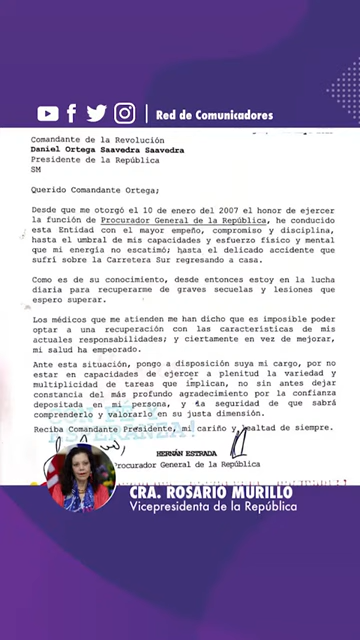 Red de Comunicadores
Comandante de la Revolución
Daniel Ortega Saavedra Saavedra
Presidente de la República
SM
Querido Comandante Ortega;
Desde que me otorgó el 10 de enero del 2007 el honor de ejercer
la función de Procurador General de la República, he conducido
esta Entidad con el mayor empeño, compromiso y disciplina,
hasta el umbral de mis capacidades y esfuerzo físico y mental
que mi energía no escatimó; hasta el delicado accidente que
sufrí sobre la Carretera Sur regresando a casa.
Como es de su conocimiento, desde entonces estoy en la lucha
diaria para recuperarme de graves secuelas y lesiones que
espero superar.
Los médicos que me atienden me han dicho que es imposible poder
optar a una recuperación con las características de mis
actuales responsabilidades; y ciertamente en vez de mejorar,
mi salud ha empeorado.
Ante esta situación, pongo a disposición suya mi cargo, por no
estar en capacidades de ejercer a plenitud la variedad y
multiplicidad de tareas que implican, no sin antes dejar
constancia del más profundo agradecimiento por la confianza
depositada en mi persona, y la seguridad de que sabrá
comprenderlo y valorarlo en su justa dimensión.
ESPERANZA!
Reciba Comandante Presidente, mi cariño y lealtad de siempre.
HERNÁN ESTRADA
Procurador General de la República
CRA. ROSARIO MURILLO
Vicepresidenta de la República